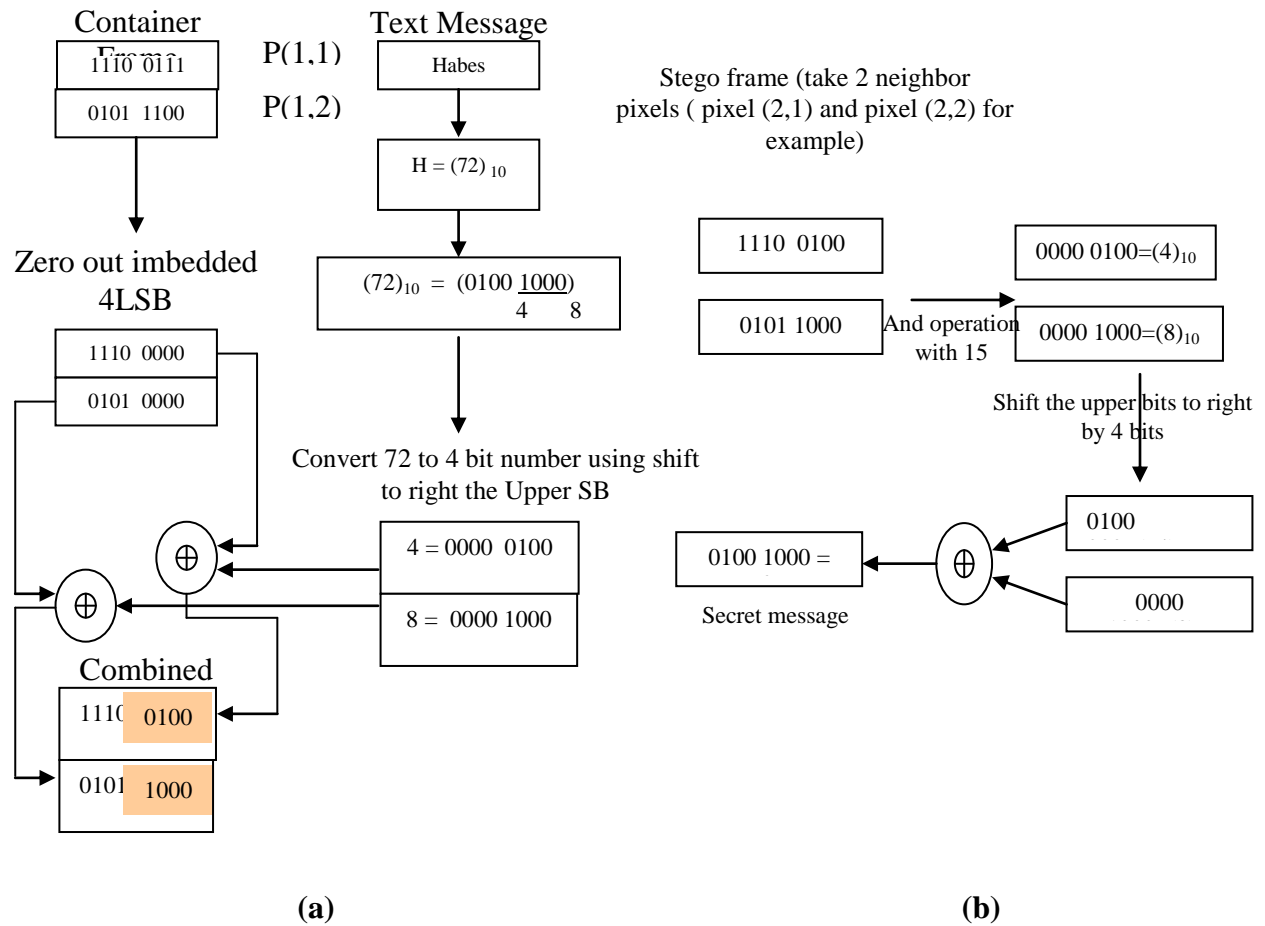 Container
1110 0111
0101 1100
Zero out imbedded
4LSB
1110 0000
0101 0000
⊕
⊕
Combined
1110 0100
0101 1000
P(1,1)
P(1,2)
Text Message
Habes
H = (72) 10
(72)10 = (0100 1000)
4 8
Convert 72 to 4 bit number using shift
to right the Upper SB
4 = 0000 0100
8 = 0000 1000
(a)
Stego frame (take 2 neighbor
pixels ( pixel (2,1) and pixel (2,2) for
example)
1110 0100
0101 1000
And operation
with 15
0000 0100=(4)10
0000 1000=(8)10
Shift the upper bits to right
by 4 bits
0100
0000
⊕
0100 1000 =
Secret message
(b)